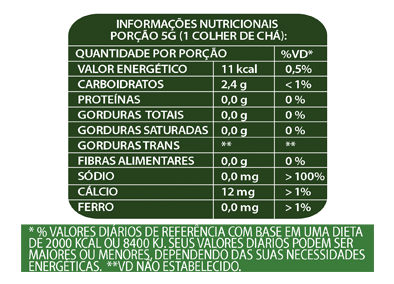 INFORMAÇÕES NUTRICIONAIS
PORÇÃO 5G (1 COLHER DE CHÁ):
QUANTIDADE POR PORÇÃO %VD*
VALOR ENERGÉTICO 11 kcal 0,5%
CARBOIDRATOS 2,4 g < 1%
PROTEÍNAS 0,0 g 0 %
GORDURAS TOTAIS 0,0 g 0 %
GORDURAS SATURADAS 0,0 g 0 %
GORDURAS TRANS ** **
FIBRAS ALIMENTARES 0,0 g 0 %
SÓDIO 0,0 mg > 100%
CÁLCIO 12 mg > 1%
FERRO 0,0 mg > 1%
* % VALORES DIÁRIOS DE REFERÊNCIA COM BASE EM UMA DIETA
DE 2000 KCAL OU 8400 KJ. SEUS VALORES DIÁRIOS PODEM SER
MAIORES OU MENORES, DEPENDENDO DAS SUAS NECESSIDADES
ENERGÉTICAS. **VD NÃO ESTABELECIDO.